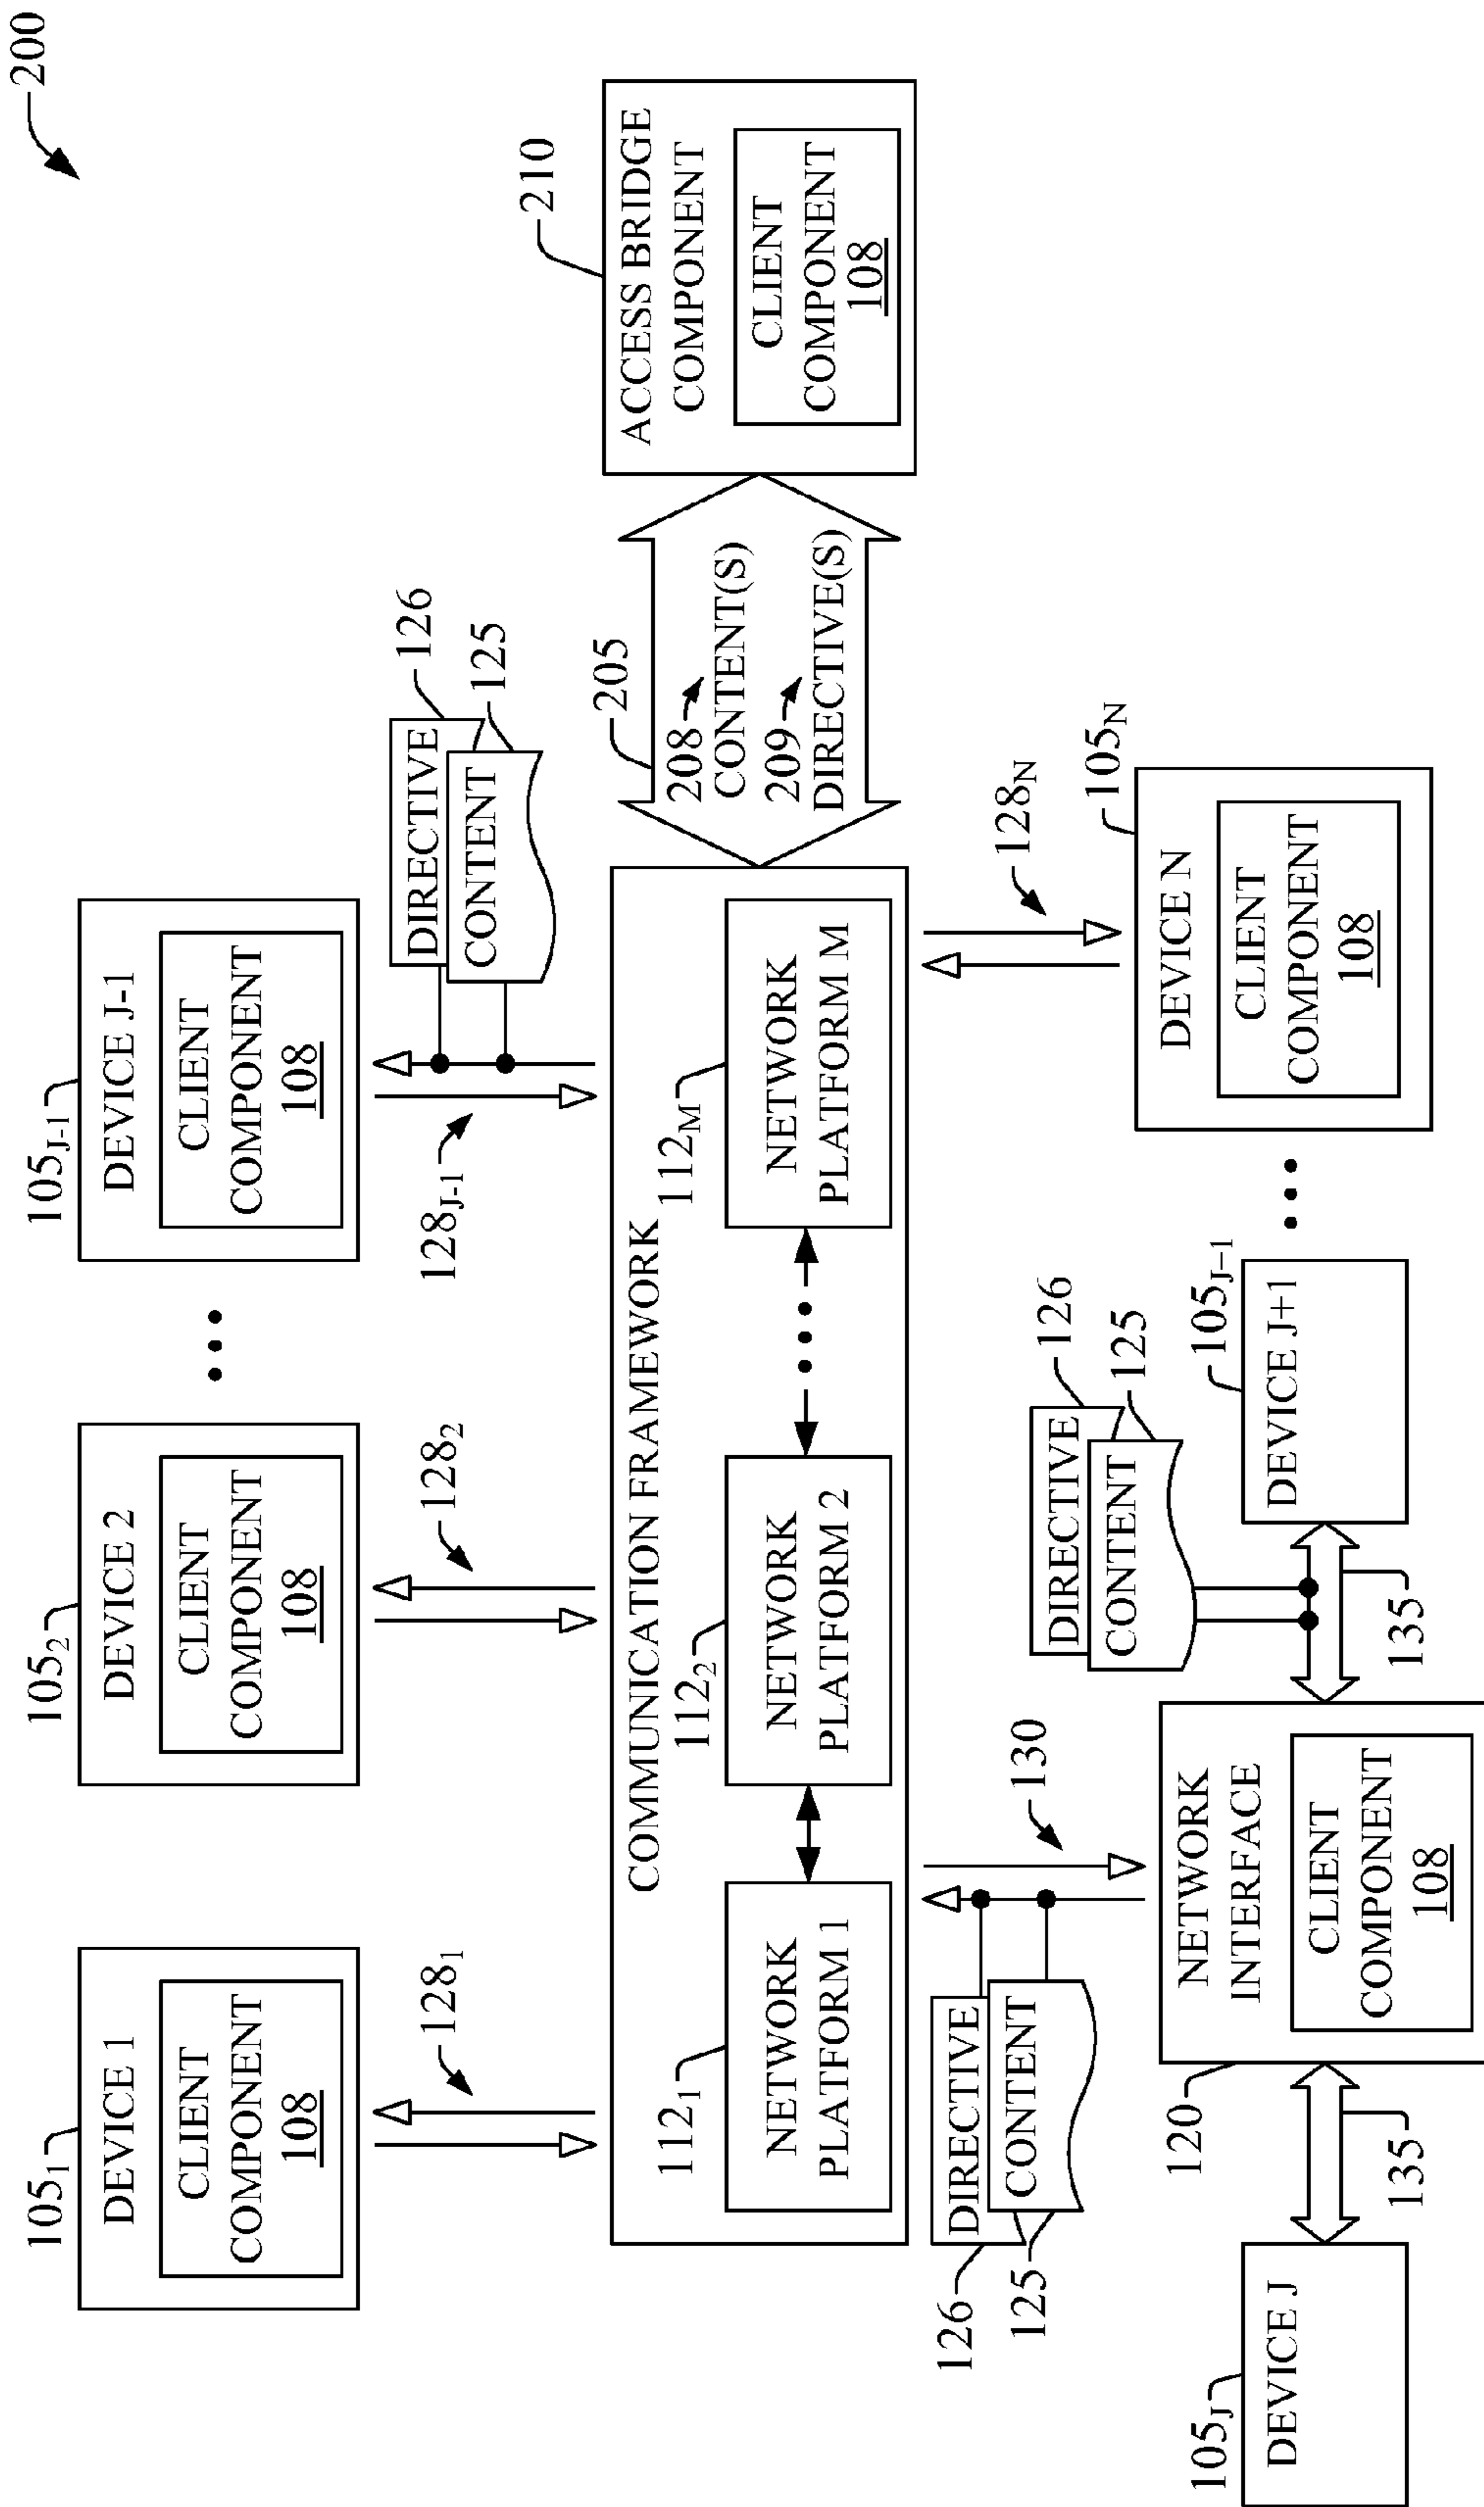 200
105J-1
DEVICE J-1
CLIENT
COMPONENT
108
105₂
DEVICE 2
CLIENT
COMPONENT
108
105₁
DEVICE 1
CLIENT
COMPONENT
108
128₁
128₂
128J-1
DIRECTIVE
126
CONTENT
125
COMMUNICATION FRAMEWORK
112₁
NETWORK
PLATFORM 1
112₂
NETWORK
PLATFORM 2
112M
NETWORK
PLATFORM M
205
208
CONTENT(S)
209
DIRECTIVE(S)
210
ACCESS BRIDGE
COMPONENT
CLIENT
COMPONENT
108
126
DIRECTIVE
125
CONTENT
130
DIRECTIVE
126
CONTENT
125
128N
105N
DEVICE N
CLIENT
COMPONENT
108
105J
DEVICE J
135
120
NETWORK
INTERFACE
CLIENT
COMPONENT
108
135
105J-1
DEVICE J+1